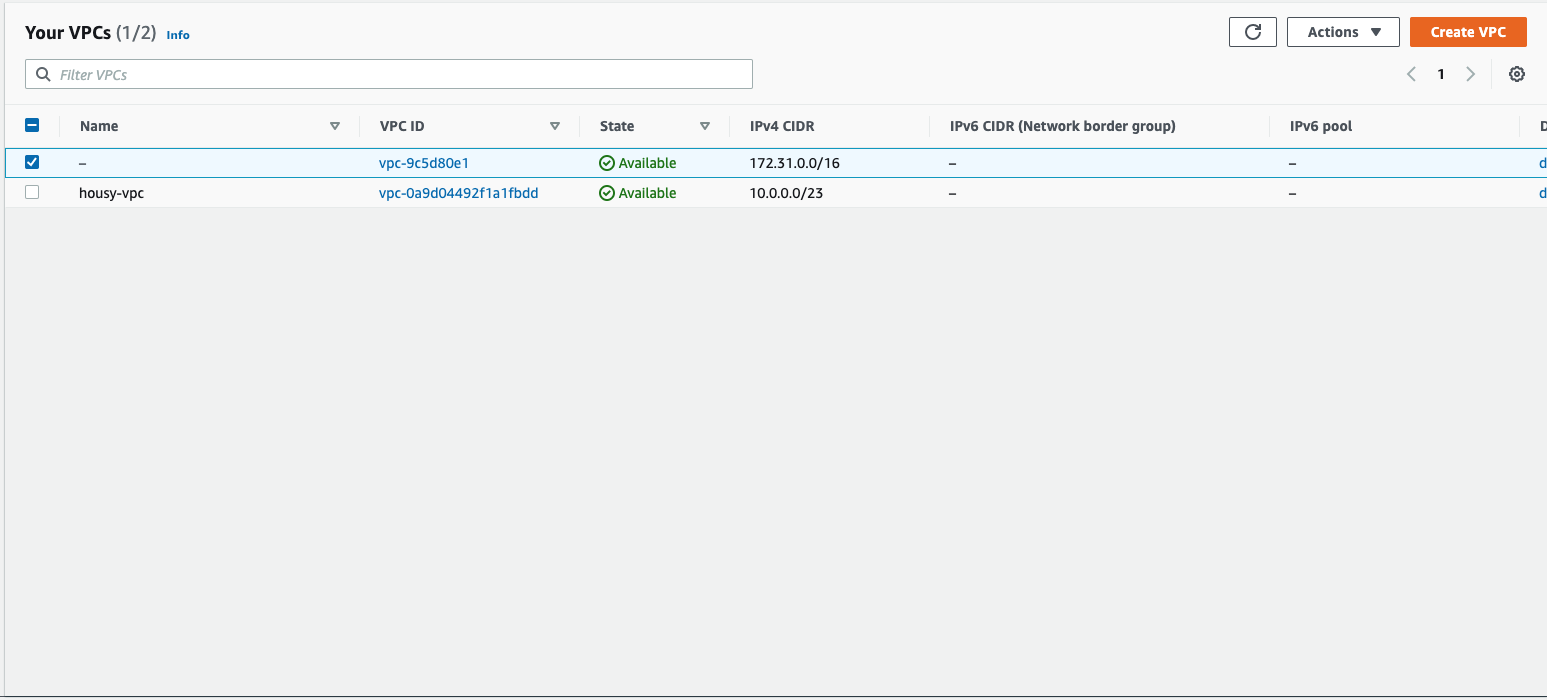 Your VPCs (1/2) Info
Actions
Create VPC
Filter VPCs
1
Name VPC ID State IPv4 CIDR IPv6 CIDR (Network border group) IPv6 pool D
– vpc-9c5d80e1 Available 172.31.0.0/16 – – d
housy-vpc vpc-0a9d04492f1a1fbdd Available 10.0.0.0/23 – – d